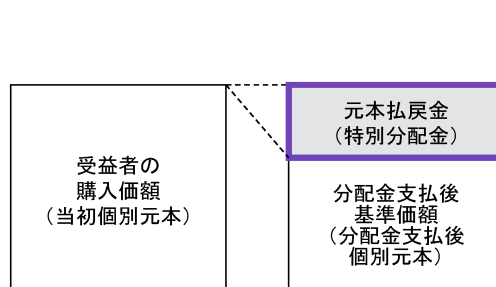 受益者の
購入価額
（当初個別元本）
元本払戻金
（特別分配金）
分配金支払後
基準価額
（分配金支払後
個別元本）